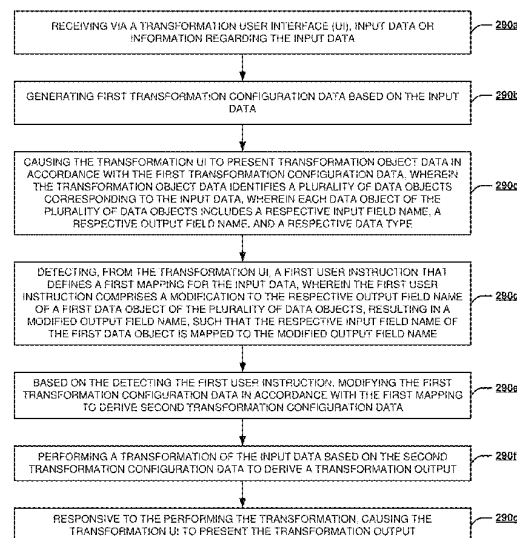 RECEIVING VIA A TRANSFORMATION USER INTERFACE (UI), INPUT DATA OR
INFORMATION REGARDING THE INPUT DATA
290a
GENERATING FIRST TRANSFORMATION CONFIGURATION DATA BASED ON THE INPUT
DATA
290b
CAUSING THE TRANSFORMATION UI TO PRESENT TRANSFORMATION OBJECT DATA IN
ACCORDANCE WITH THE FIRST TRANSFORMATION CONFIGURATION DATA, WHEREIN
THE TRANSFORMATION OBJECT DATA IDENTIFIES A PLURALITY OF DATA OBJECTS
CORRESPONDING TO THE INPUT DATA, WHEREIN EACH DATA OBJECT OF THE
PLURALITY OF DATA OBJECTS INCLUDES A RESPECTIVE INPUT FIELD NAME, A
RESPECTIVE OUTPUT FIELD NAME, AND A RESPECTIVE DATA TYPE
290c
DETECTING, FROM THE TRANSFORMATION UI, A FIRST USER INSTRUCTION THAT
DEFINES A FIRST MAPPING FOR THE INPUT DATA, WHEREIN THE FIRST USER
INSTRUCTION COMPRISES A MODIFICATION TO THE RESPECTIVE OUTPUT FIELD NAME
OF A FIRST DATA OBJECT OF THE PLURALITY OF DATA OBJECTS, RESULTING IN A
MODIFIED OUTPUT FIELD NAME, SUCH THAT THE RESPECTIVE INPUT FIELD NAME OF
THE FIRST DATA OBJECT IS MAPPED TO THE MODIFIED OUTPUT FIELD NAME
290d
BASED ON THE DETECTING THE FIRST USER INSTRUCTION, MODIFYING THE FIRST
TRANSFORMATION CONFIGURATION DATA IN ACCORDANCE WITH THE FIRST MAPPING
TO DERIVE SECOND TRANSFORMATION CONFIGURATION DATA
290e
PERFORMING A TRANSFORMATION OF THE INPUT DATA BASED ON THE SECOND
TRANSFORMATION CONFIGURATION DATA TO DERIVE A TRANSFORMATION OUTPUT
290f
RESPONSIVE TO THE PERFORMING THE TRANSFORMATION, CAUSING THE
TRANSFORMATION UI TO PRESENT THE TRANSFORMATION OUTPUT
290g